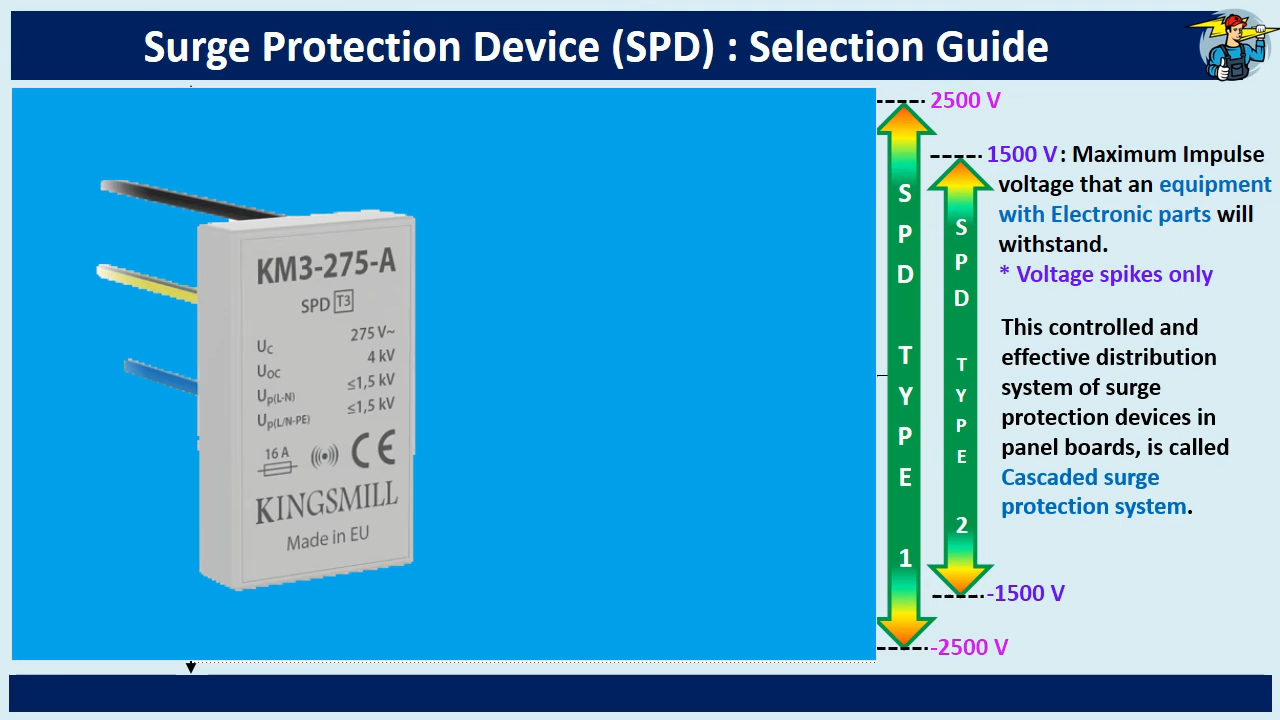 Surge Protection Device (SPD) : Selection Guide
KM3-275-A
SPD T3
UC 275 V~
UOC 4 kV
Up(L-N) ≤1,5 kV
Up(L/N-PE) ≤1,5 kV
16 A
CE
KINGSMILL
Made in EU
2500 V
SPD TYPE 1
-2500 V
SPD TYPE 2
-1500 V
1500 V : Maximum Impulse
voltage that an equipment
with Electronic parts will
withstand.
* Voltage spikes only
This controlled and
effective distribution
system of surge
protection devices in
panel boards, is called
Cascaded surge
protection system.